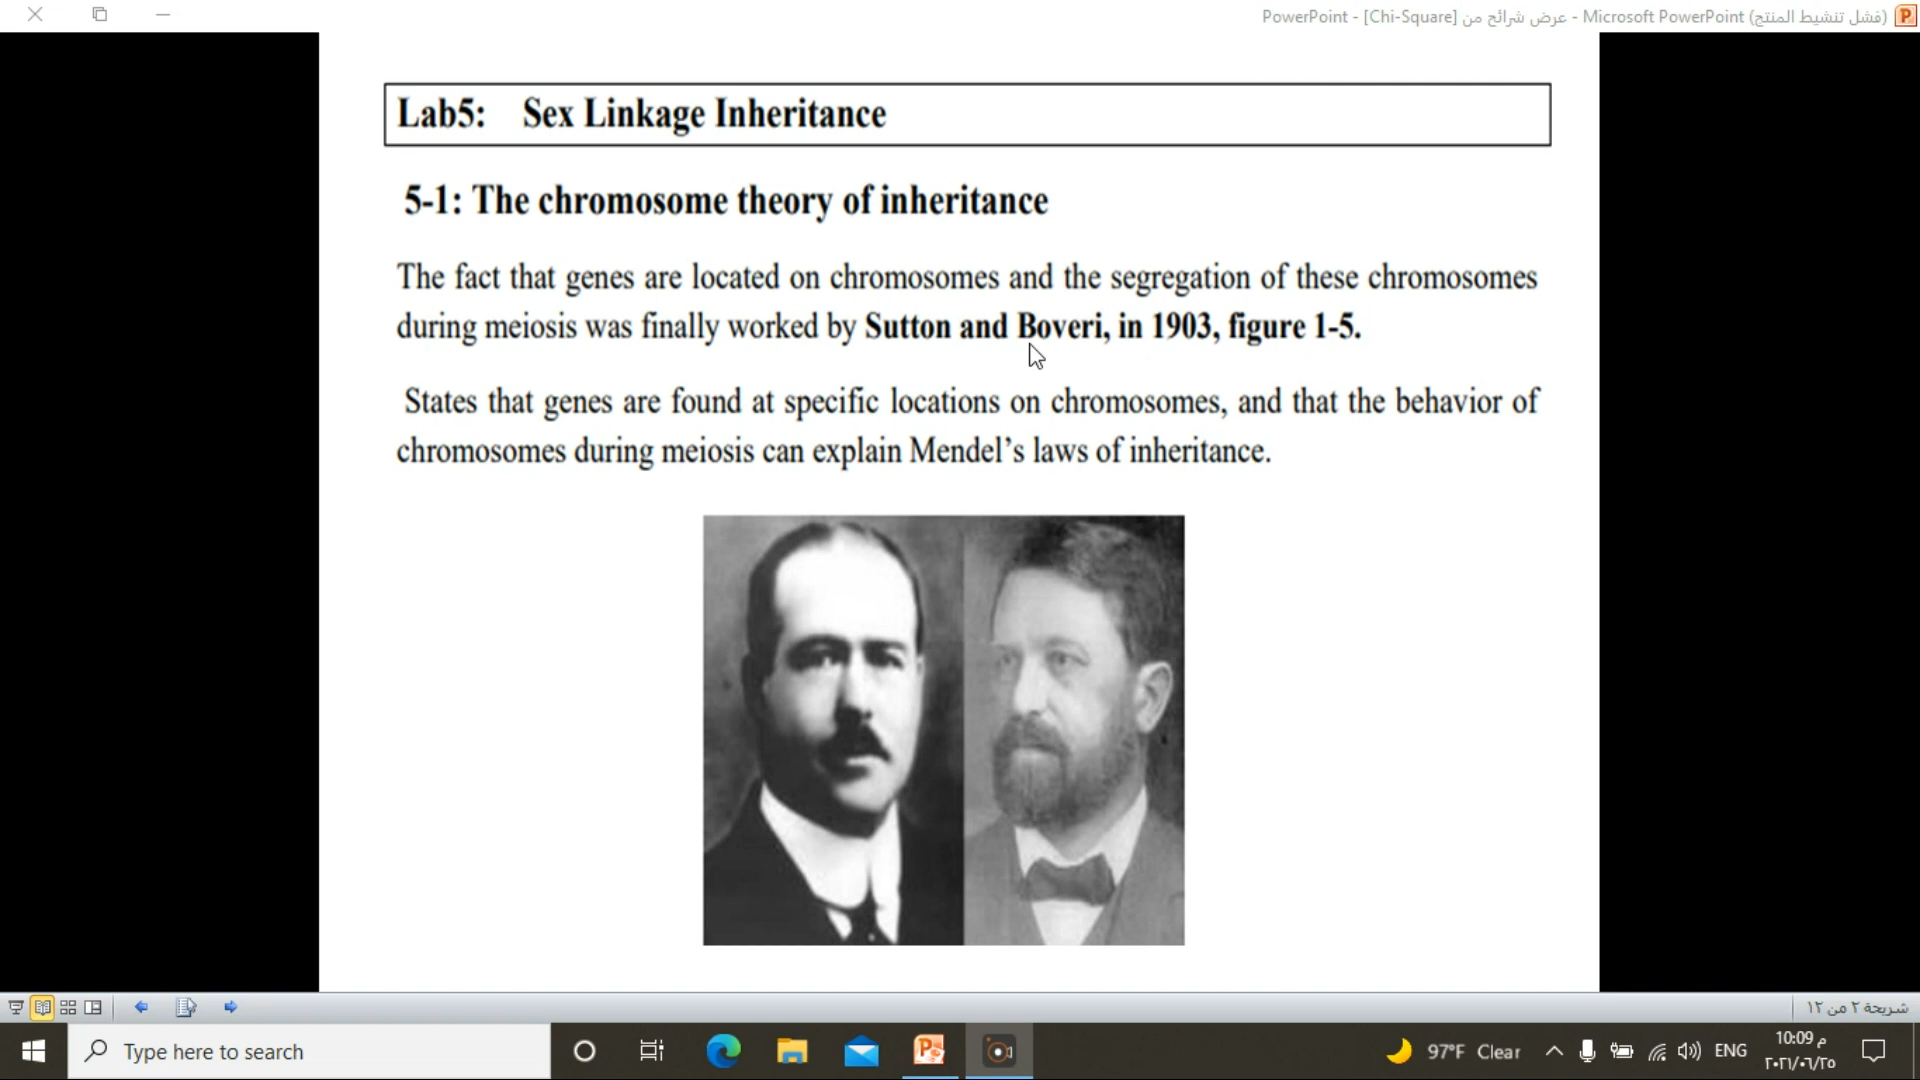 PowerPoint - [Chi-Square] عرض شرائح من - Microsoft PowerPoint (فشل تنشيط المنتج)
Lab5: Sex Linkage Inheritance
5-1: The chromosome theory of inheritance
The fact that genes are located on chromosomes and the segregation of these chromosomes
during meiosis was finally worked by Sutton and Boveri, in 1903, figure 1-5.
States that genes are found at specific locations on chromosomes, and that the behavior of
chromosomes during meiosis can explain Mendel’s laws of inheritance.
شريحة ٢ من ١٢
Type here to search
97°F Clear
ENG
10:09 م
٢٠٢١/٠٦/٢٥